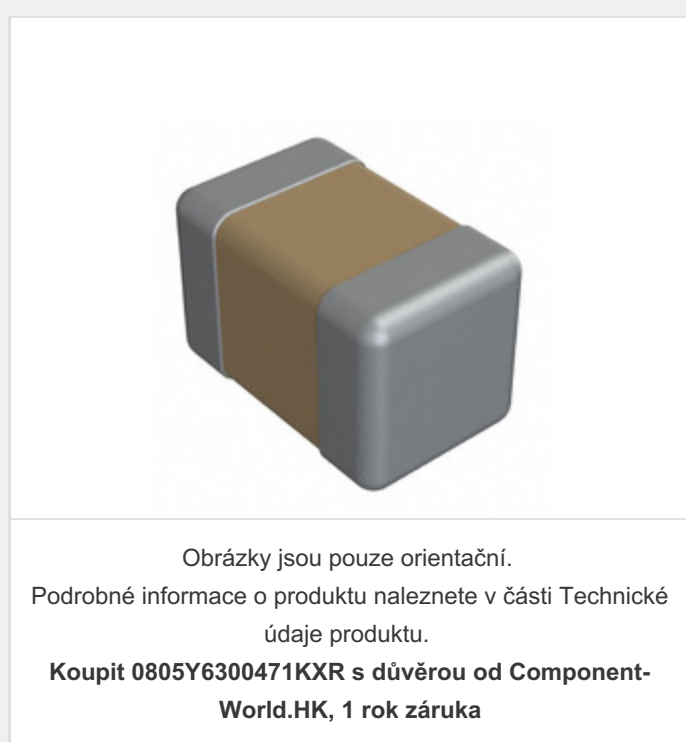 Obrázky jsou pouze orientační.
Podrobné informace o produktu naleznete v části Technické
údaje produktu.
Koupit 0805Y6300471KXR s důvěrou od Component-
World.HK, 1 rok záruka